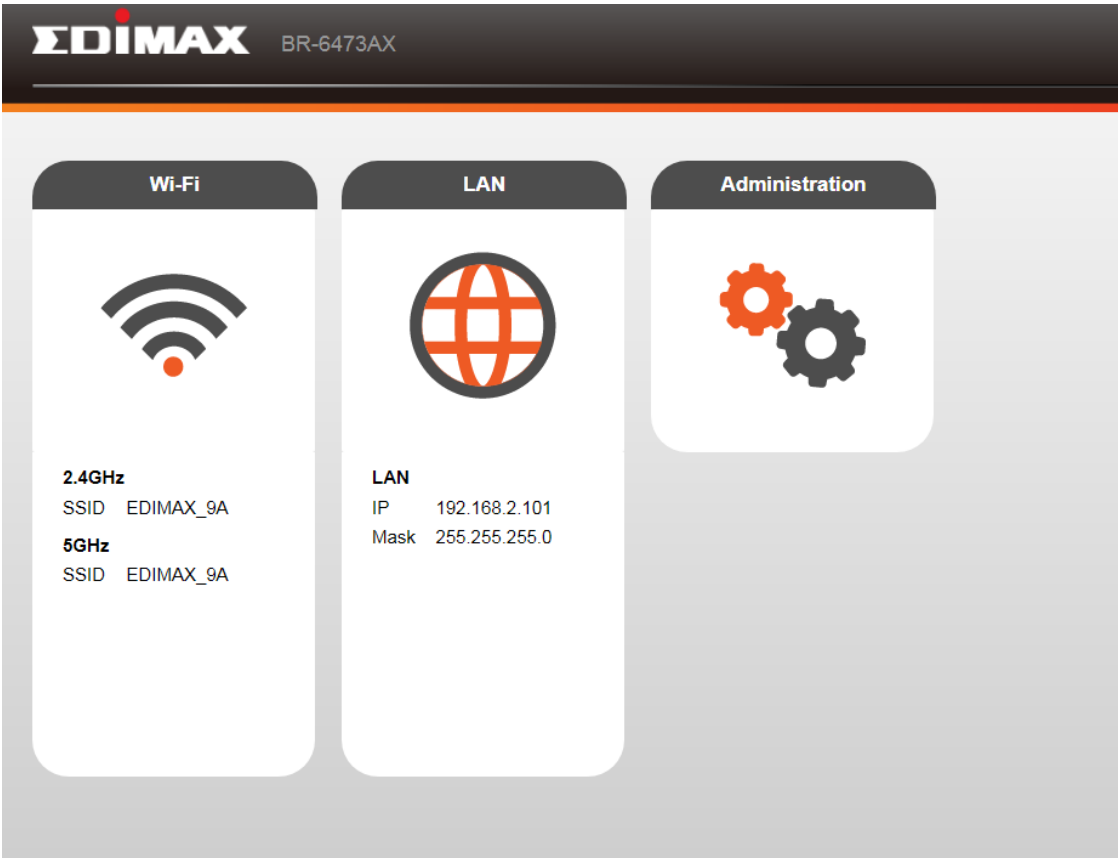 EDIMAX BR-6473AX
Wi-Fi
2.4GHz
SSID EDIMAX_9A
5GHz
SSID EDIMAX_9A
LAN
LAN
IP 192.168.2.101
Mask 255.255.255.0
Administration